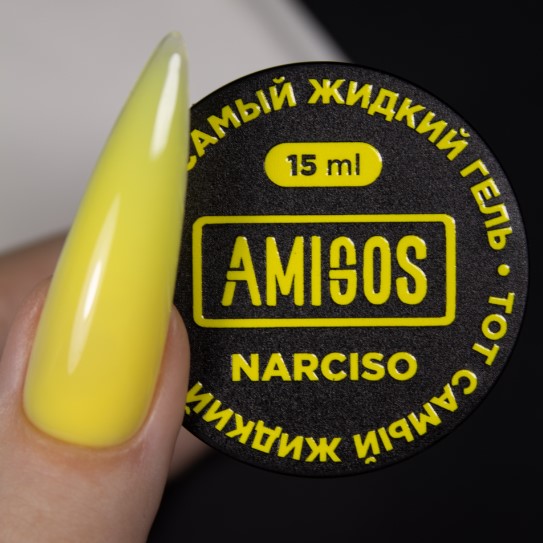 САМЫЙ ЖИДКИЙ ГЕЛЬ • ТОТ САМЫЙ ЖИДКИЙ
15 ml
AMIGOS
NARCISO